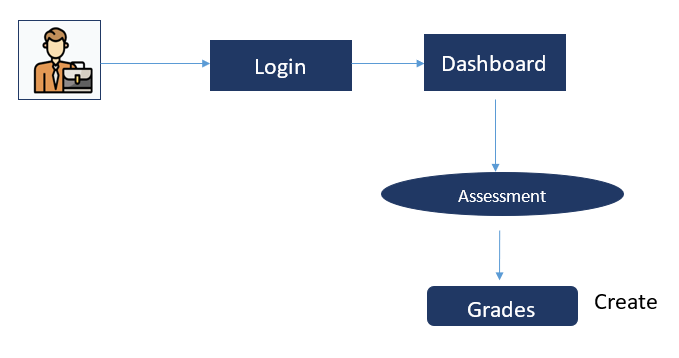 Login
Dashboard
Assessment
Grades
Create